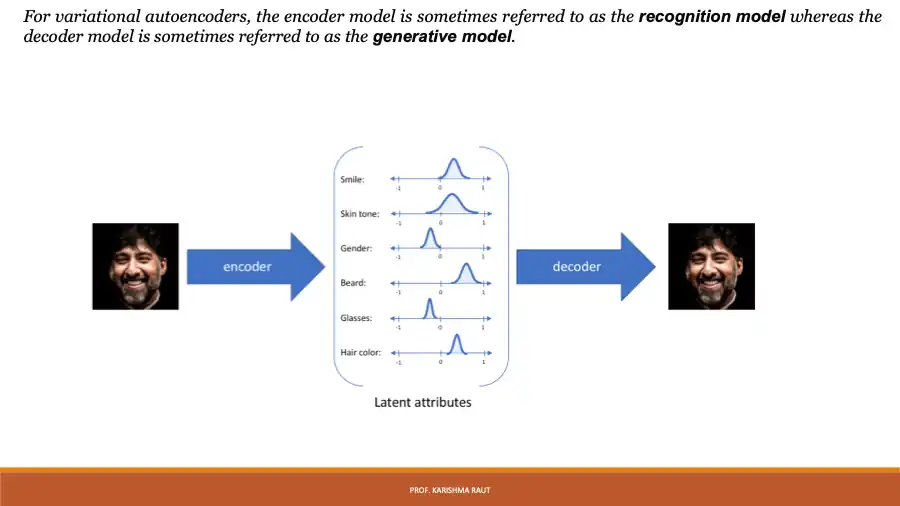 For variational autoencoders, the encoder model is sometimes referred to as the recognition model whereas the
decoder model is sometimes referred to as the generative model.
Smile:
-1 0 1
Skin tone:
-1 0 1
Gender:
-1 0 1
encoder
decoder
Beard:
-1 0 1
Glasses:
-1 0 1
Hair color:
-1 0 1
Latent attributes
PROF. KARISHMA RAUT